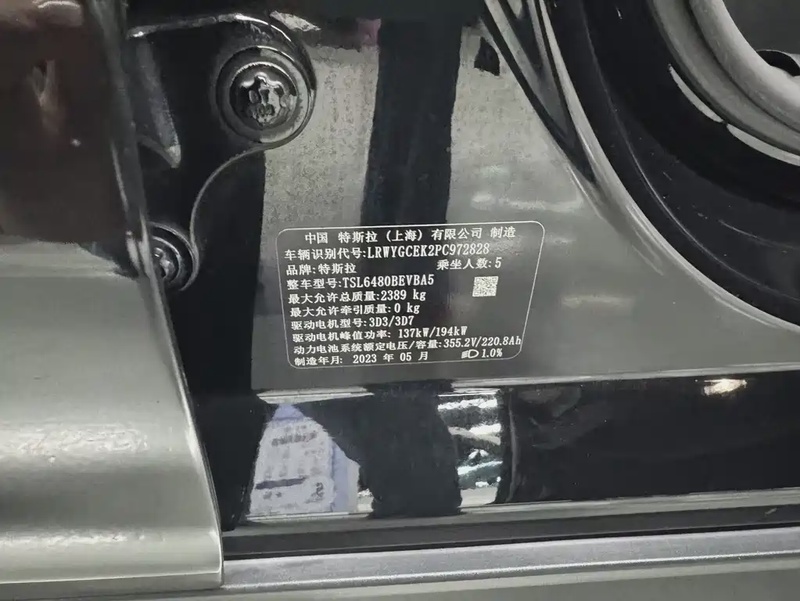 中国 特斯拉 (上海) 有限公司 制造
车辆识别代号:LRWYGCEK2PC972828
品牌:特斯拉 乘坐人数:5
整车型号:TSL6480BEVBA5
最大允许总质量:2389 kg
最大允许牵引质量:0 kg
驱动电机型号:3D3/3D7
驱动电机峰值功率: 137kW/194kW
动力电池系统额定电压/容量:355.2V/220.8Ah
制造年月: 2023 年 05 月 1.0%